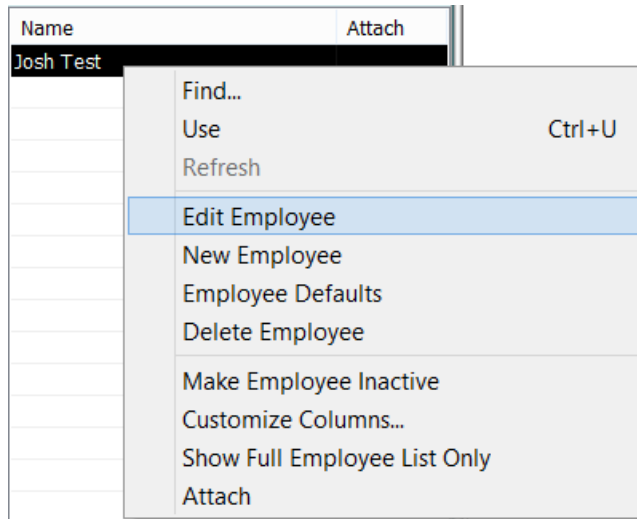 Name Attach
Josh Test
Find...
Use Ctrl+U
Refresh
Edit Employee
New Employee
Employee Defaults
Delete Employee
Make Employee Inactive
Customize Columns...
Show Full Employee List Only
Attach